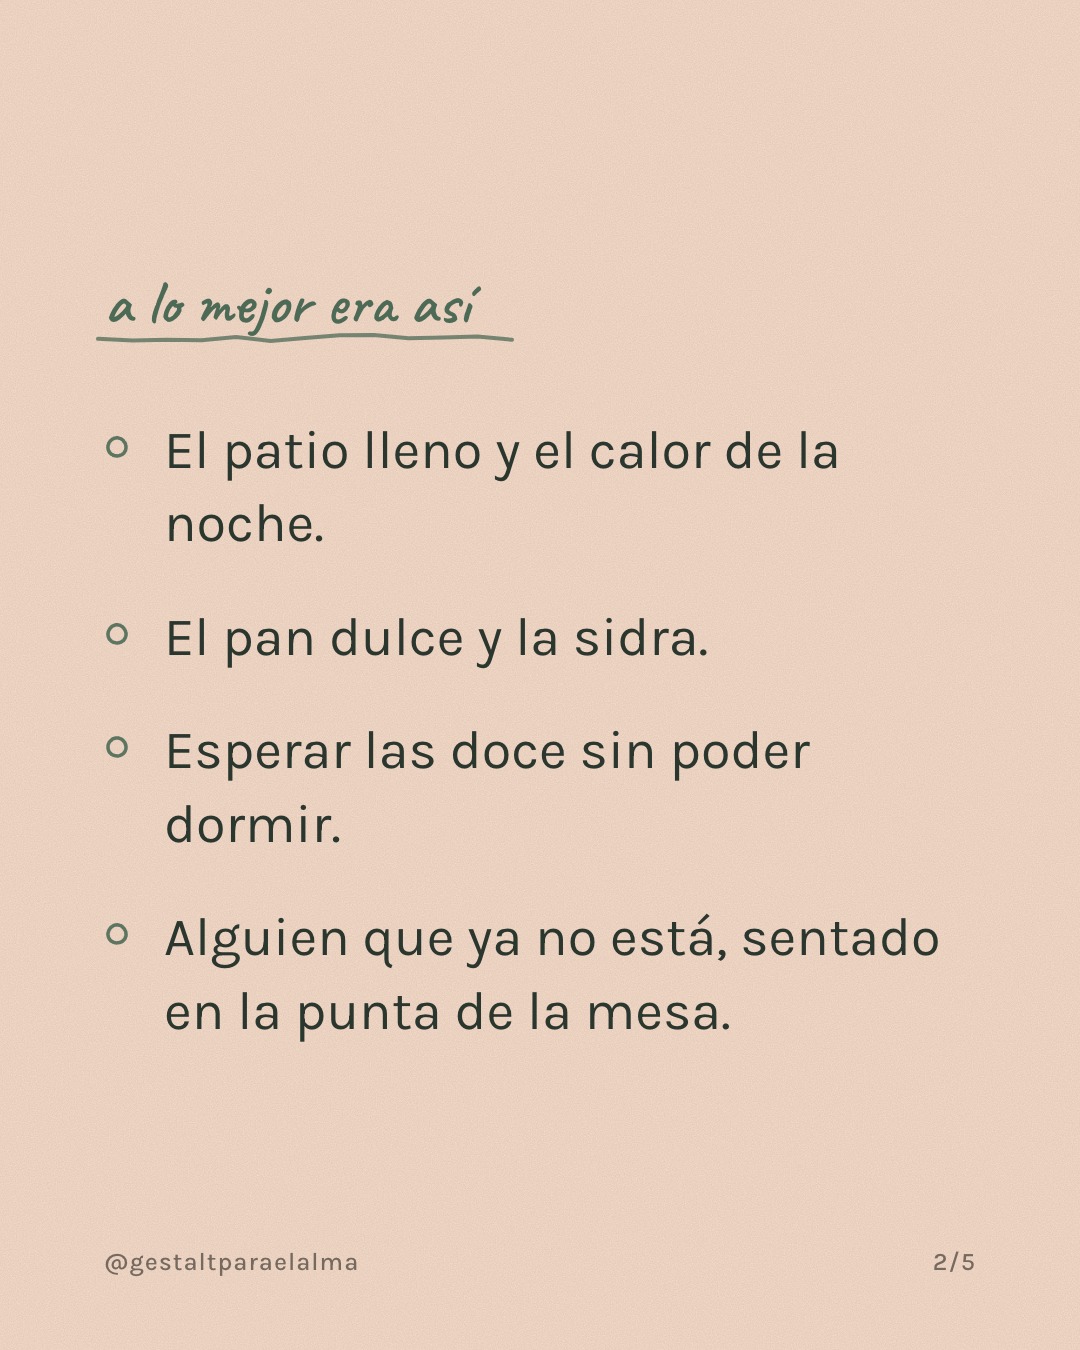 a lo mejor era así
El patio lleno y el calor de la
noche.
El pan dulce y la sidra.
Esperar las doce sin poder
dormir.
Alguien que ya no está, sentado
en la punta de la mesa.
@gestaltparaelalma
2/5